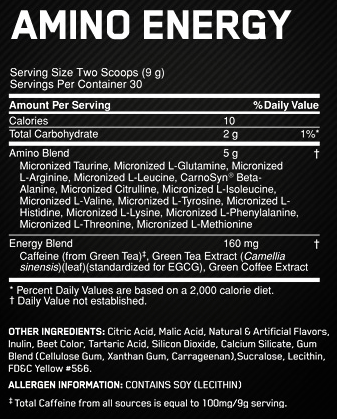 AMINO ENERGY
Serving Size Two Scoops (9 g)
Servings Per Container 30
Amount Per Serving % Daily Value
Calories 10
Total Carbohydrate 2 g 1%*
Amino Blend 5 g †
Micronized Taurine, Micronized L-Glutamine, Micronized
L-Arginine, Micronized L-Leucine, CarnoSyn® Beta-
Alanine, Micronized Citrulline, Micronized L-Isoleucine,
Micronized L-Valine, Micronized L-Tyrosine, Micronized L-
Histidine, Micronized L-Lysine, Micronized L-Phenylalanine,
Micronized L-Threonine, Micronized L-Methionine
Energy Blend 160 mg †
Caffeine (from Green Tea)‡, Green Tea Extract (Camellia
sinensis)(leaf)(standardized for EGCG), Green Coffee Extract
* Percent Daily Values are based on a 2,000 calorie diet.
† Daily Value not established.
OTHER INGREDIENTS: Citric Acid, Malic Acid, Natural & Artificial Flavors,
Inulin, Beet Color, Tartaric Acid, Silicon Dioxide, Calcium Silicate, Gum
Blend (Cellulose Gum, Xanthan Gum, Carrageenan),Sucralose, Lecithin,
FD&C Yellow #5&6.
ALLERGEN INFORMATION: CONTAINS SOY (LECITHIN)
‡ Total Caffeine from all sources is equal to 100mg/9g serving.